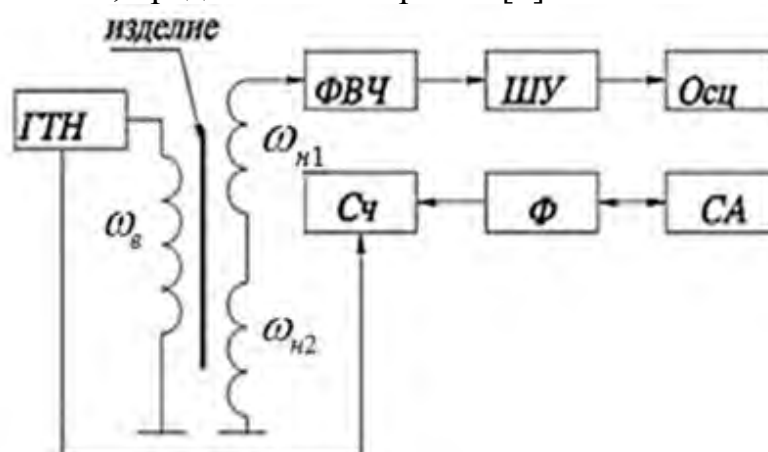 изделие
ГТН
ФВЧ
ШУ
Осц
ω_н1
Сч
Ф
СА
ω_в
ω_н2